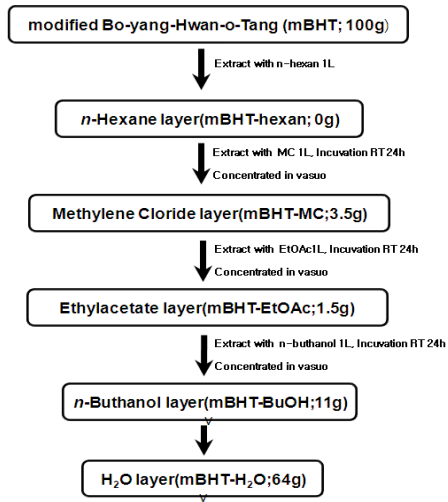 modified Bo-yang-Hwan-o-Tang (mBHT; 100g)
Extract with n-hexan 1L
n-Hexane layer(mBHT-hexan; 0g)
Extract with MC 1L, Incuvation RT 24h
Concentrated in vasuo
Methylene Cloride layer(mBHT-MC;3.5g)
Extract with EtOAc1L, Incuvation RT 24h
Concentrated in vasuo
Ethylacetate layer(mBHT-EtOAc;1.5g)
Extract with n-buthanol 1L, Incuvation RT 24h
Concentrated in vasuo
n-Buthanol layer(mBHT-BuOH;11g)
v
H₂O layer(mBHT-H₂O;64g)
v